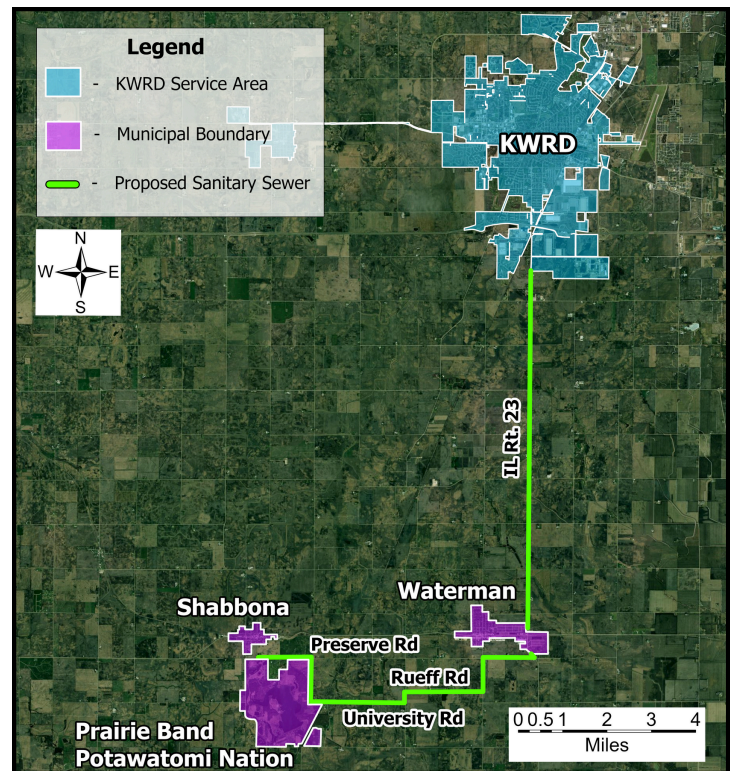 Legend
- KWRD Service Area
- Municipal Boundary
- Proposed Sanitary Sewer
KWRD
N
W E
S
IL Rt. 23
Waterman
Shabbona
Preserve Rd
Rueff Rd
University Rd
Prairie Band
Potawatomi Nation
0 0.5 1 2 3 4
Miles